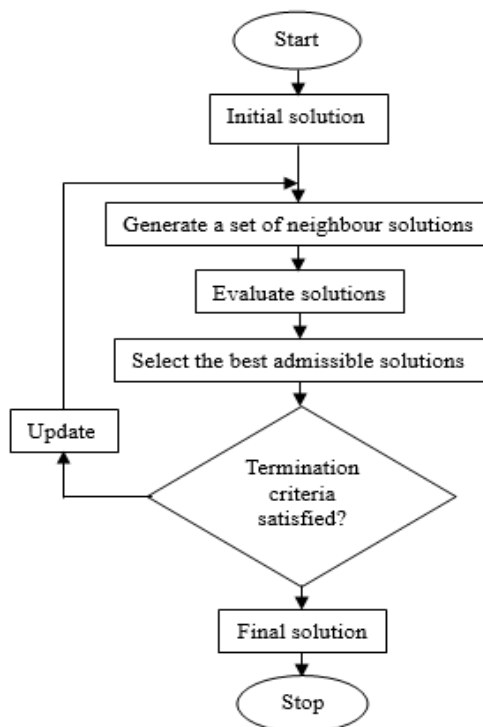 Start
Initial solution
Generate a set of neighbour solutions
Evaluate solutions
Select the best admissible solutions
Update
Termination
criteria
satisfied?
Final solution
Stop